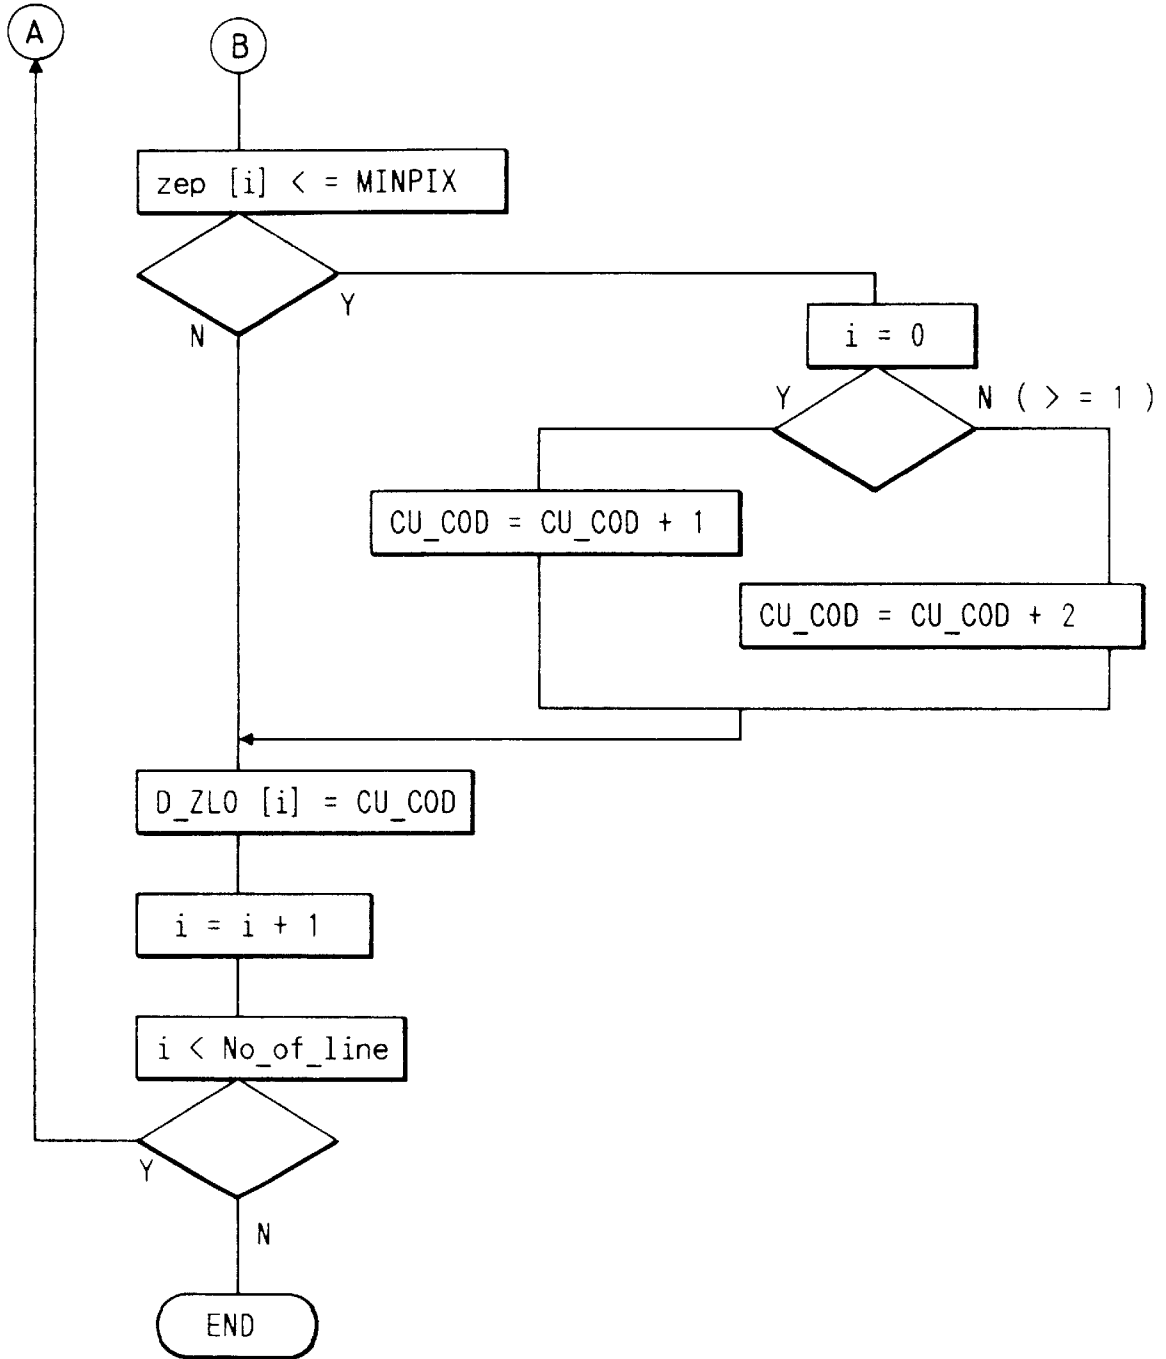 A
B
zep [i] < = MINPIX
Y
N
i = 0
Y
N ( > = 1 )
CU_COD = CU_COD + 1
CU_COD = CU_COD + 2
D_ZLO [i] = CU_COD
i = i + 1
i < No_of_line
Y
N
END